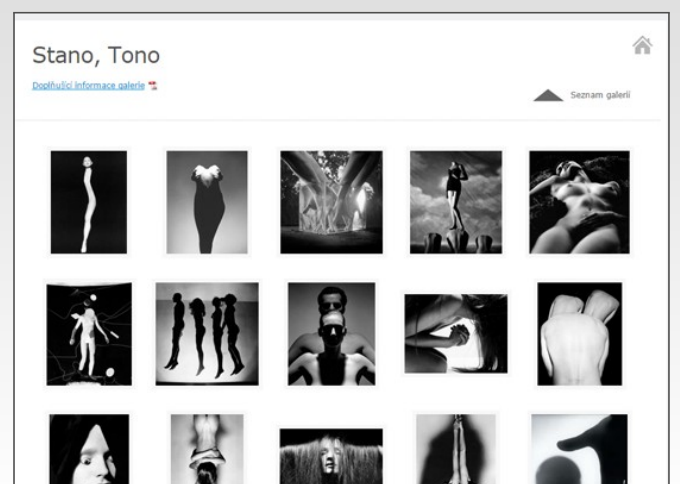 Stano, Tono
Doplňující informace galerie
Seznam galerií